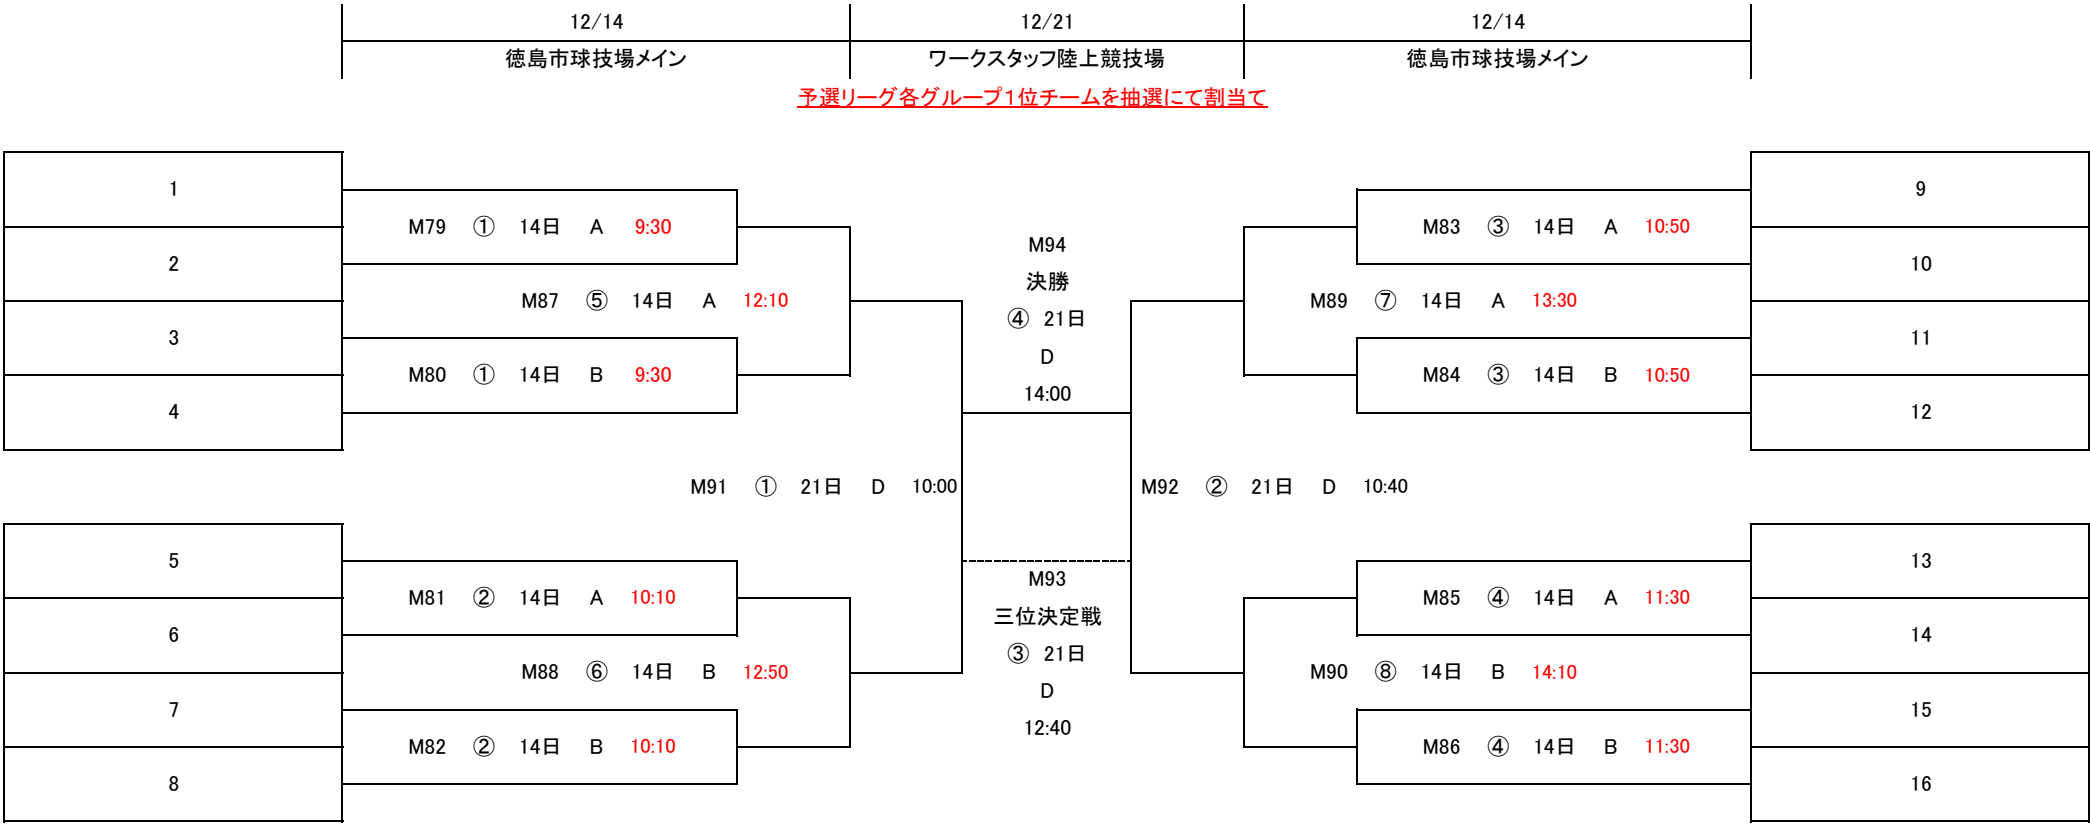 12/14 12/21 12/14
徳島市球技場メイン ワークスタッフ陸上競技場 徳島市球技場メイン
予選リーグ各グループ1位チームを抽選にて割当て
1 9
M79 ① 14日 A 9:30 M83 ③ 14日 A 10:50
M94
2 10
決勝
M87 ⑤ 14日 A 12:10 M89 ⑦ 14日 A 13:30
④ 21日
3 11
D
M80 ① 14日 B 9:30 M84 ③ 14日 B 10:50
14:00
4 12
M91 ① 21日 D 10:00 M92 ② 21日 D 10:40
5 13
M93
M81 ② 14日 A 10:10 M85 ④ 14日 A 11:30
三位決定戦
6 14
③ 21日
M88 ⑥ 14日 B 12:50 M90 ⑧ 14日 B 14:10
D
7 15
12:40
M82 ② 14日 B 10:10 M86 ④ 14日 B 11:30
8 16